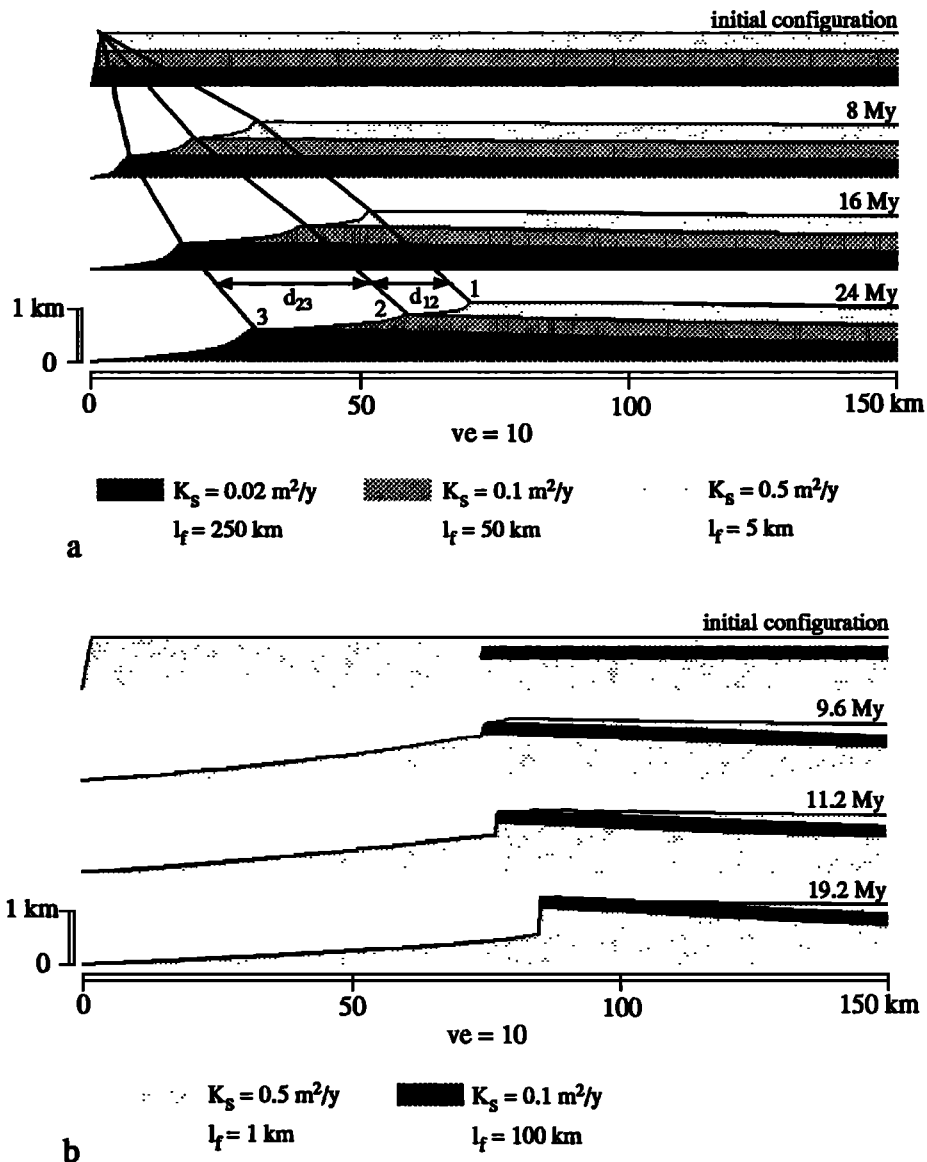 initial configuration
8 My
16 My
d23 d12 1
3 2 24 My
1 km
0
0 50 100 150 km
ve = 10
Ks = 0.02 m²/y Ks = 0.1 m²/y Ks = 0.5 m²/y
lf = 250 km lf = 50 km lf = 5 km
a
initial configuration
9.6 My
11.2 My
19.2 My
1 km
0
0 50 100 150 km
ve = 10
Ks = 0.5 m²/y Ks = 0.1 m²/y
lf = 1 km lf = 100 km
b